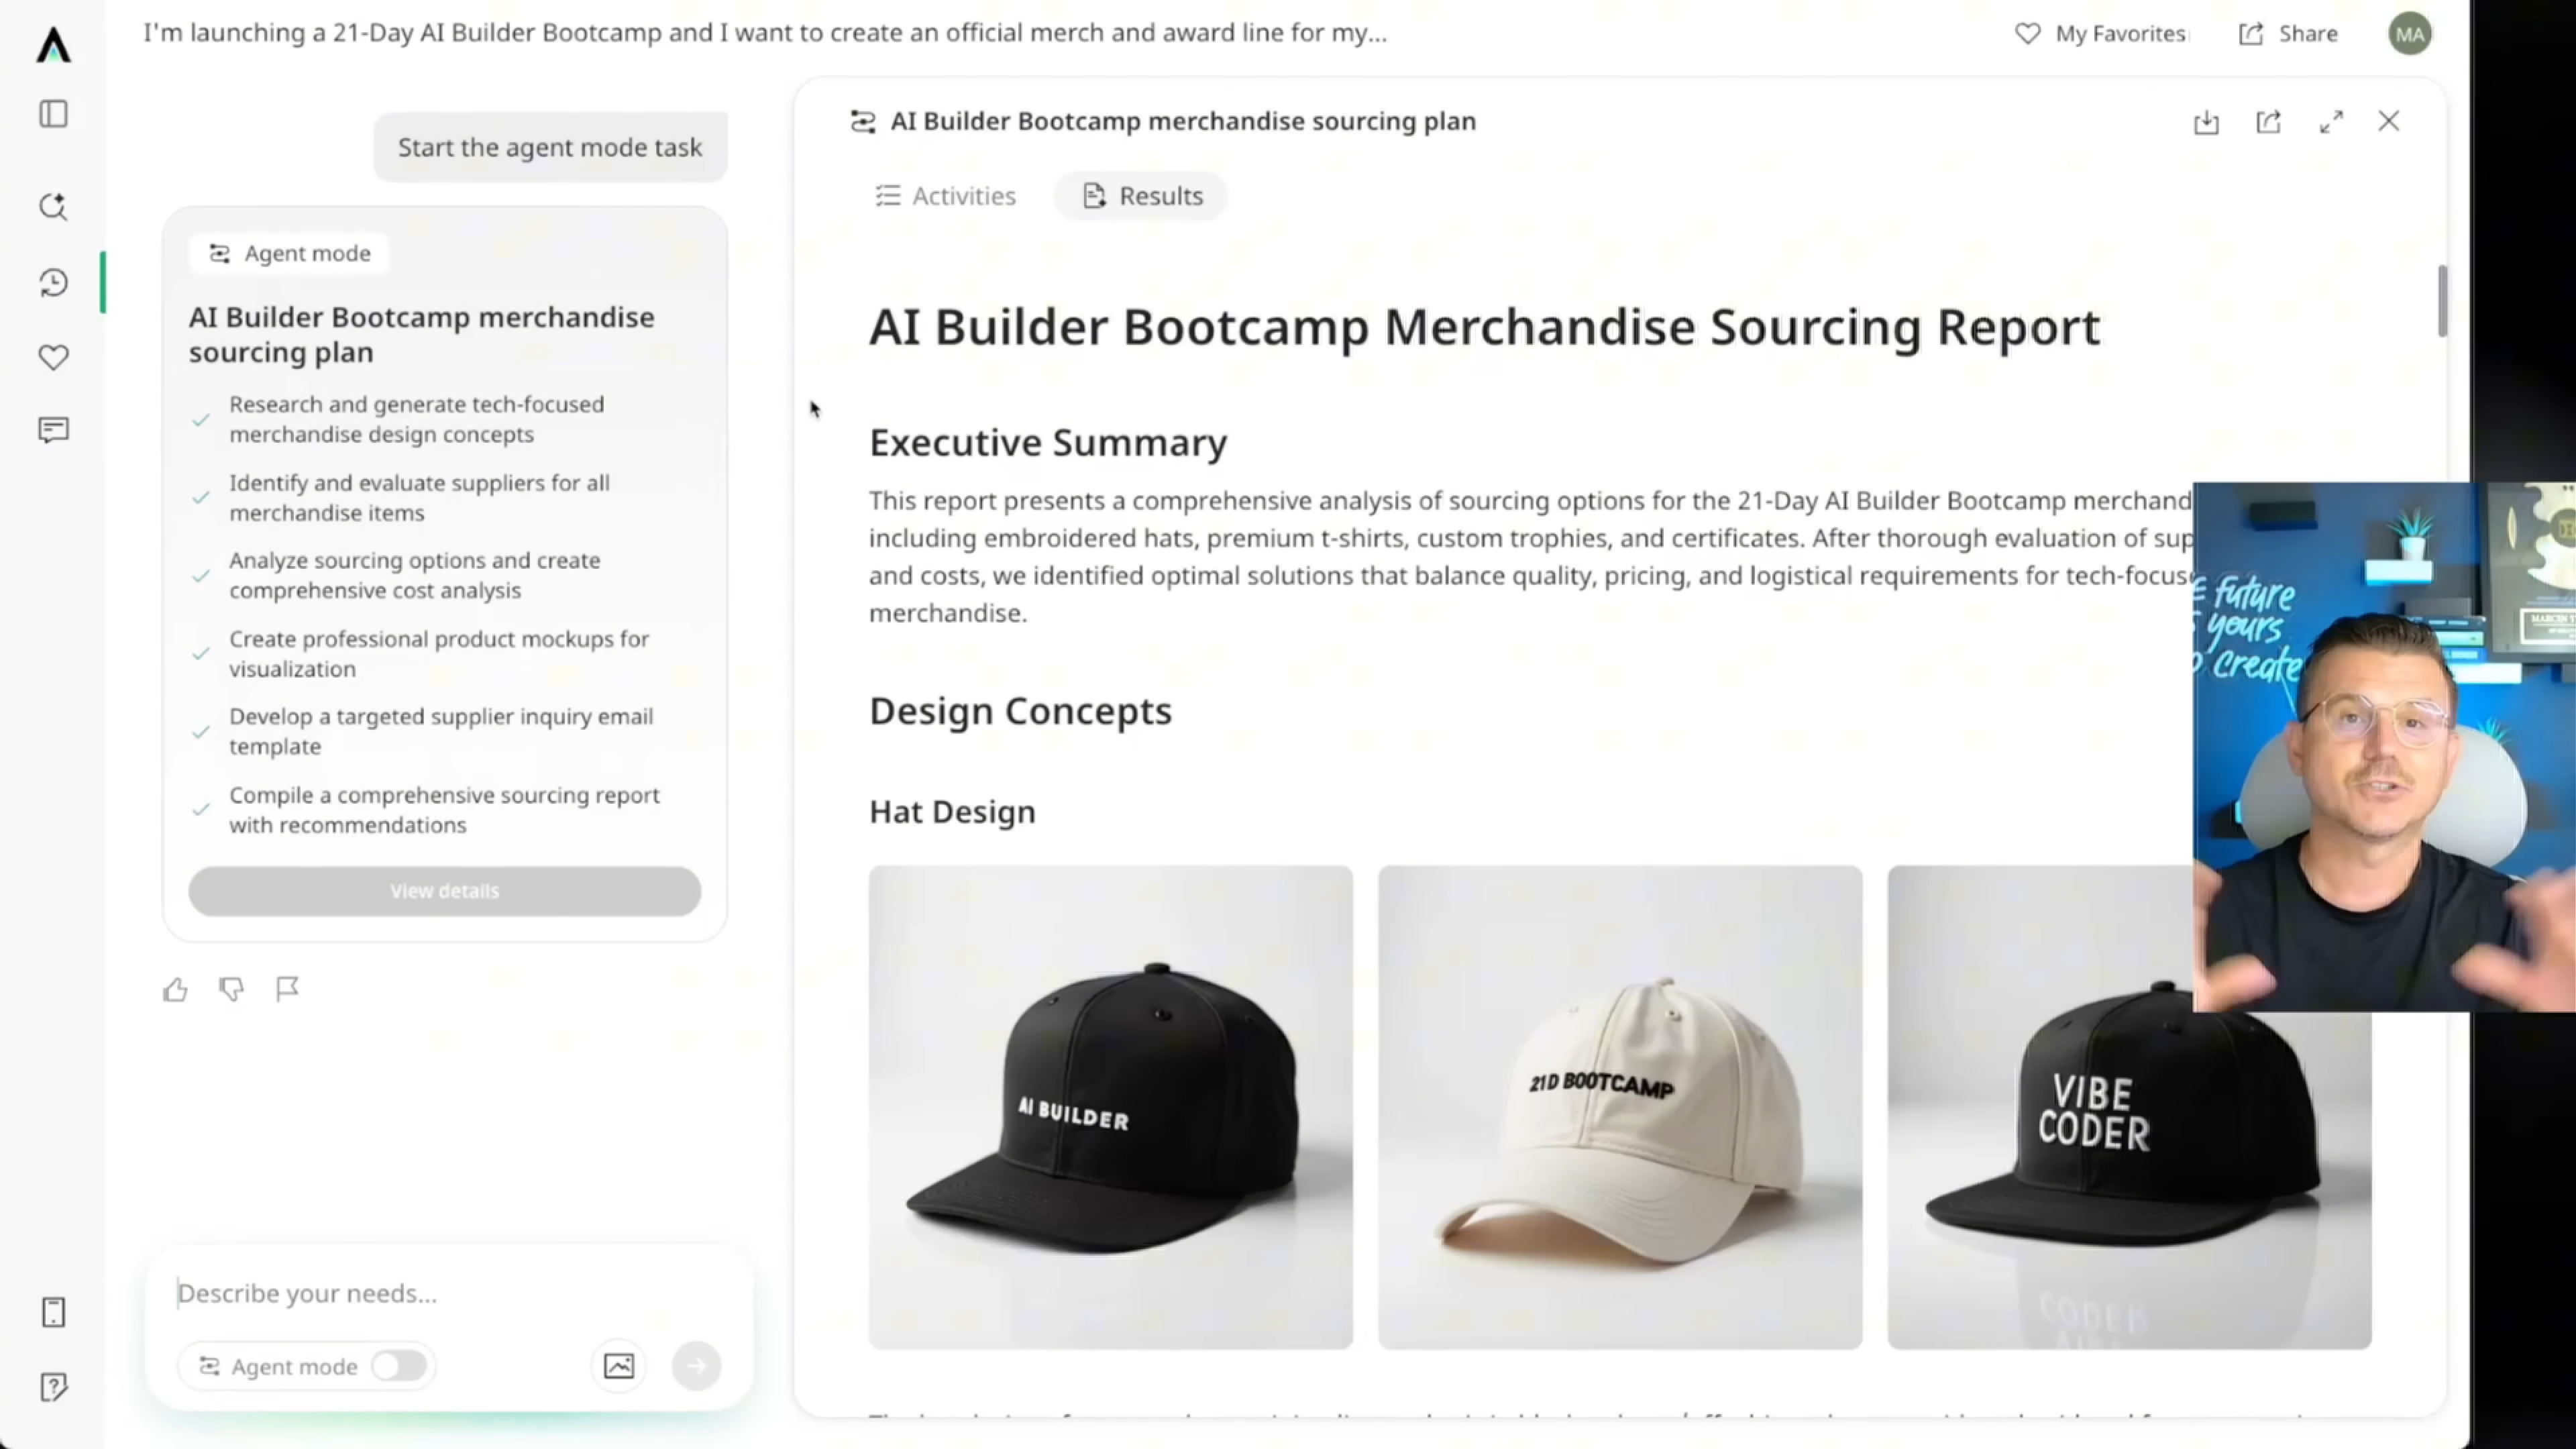 I'm launching a 21-Day AI Builder Bootcamp and I want to create an official merch and award line for my...
My Favorites
Share
MA
Start the agent mode task
Agent mode
AI Builder Bootcamp merchandise
sourcing plan
Research and generate tech-focused
merchandise design concepts
Identify and evaluate suppliers for all
merchandise items
Analyze sourcing options and create
comprehensive cost analysis
Create professional product mockups for
visualization
Develop a targeted supplier inquiry email
template
Compile a comprehensive sourcing report
with recommendations
View details
Describe your needs...
Agent mode
AI Builder Bootcamp merchandise sourcing plan
Activities
Results
AI Builder Bootcamp Merchandise Sourcing Report
Executive Summary
This report presents a comprehensive analysis of sourcing options for the 21-Day AI Builder Bootcamp merchand
including embroidered hats, premium t-shirts, custom trophies, and certificates. After thorough evaluation of sup
and costs, we identified optimal solutions that balance quality, pricing, and logistical requirements for tech-focus
merchandise.
Design Concepts
Hat Design
AI BUILDER
21D BOOTCAMP
VIBE
CODER
future
yours
create